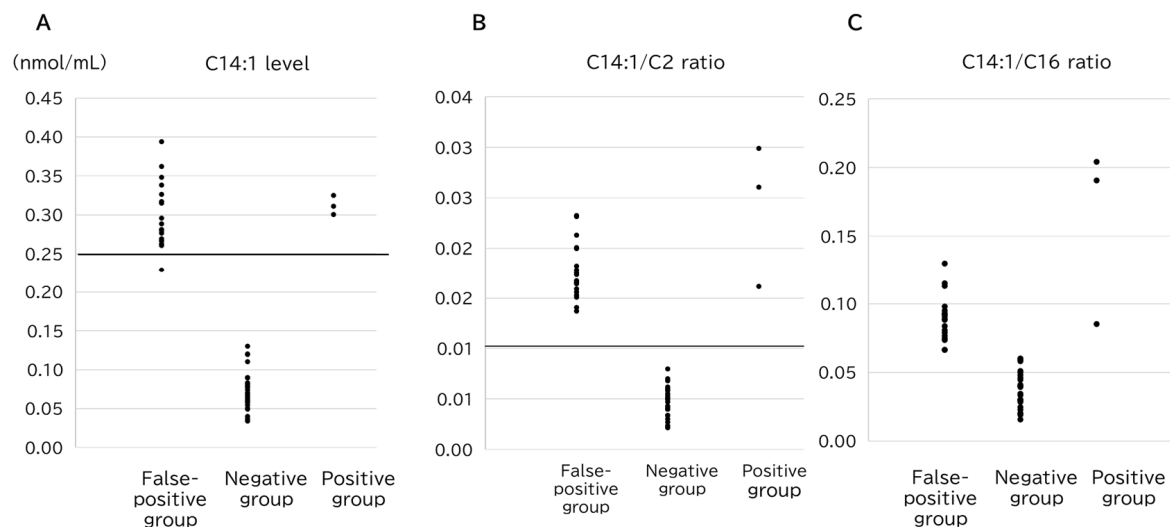 A
(nmol/mL)
C14:1 level
0.45
0.40
0.35
0.30
0.25
0.20
0.15
0.10
0.05
0.00
False-
positive
group
Negative
group
Positive
group
B
C14:1/C2 ratio
0.04
0.03
0.03
0.02
0.02
0.01
0.01
0.00
False-
positive
group
Negative
group
Positive
group
C
C14:1/C16 ratio
0.25
0.20
0.15
0.10
0.05
0.00
False-
positive
group
Negative
group
Positive
group